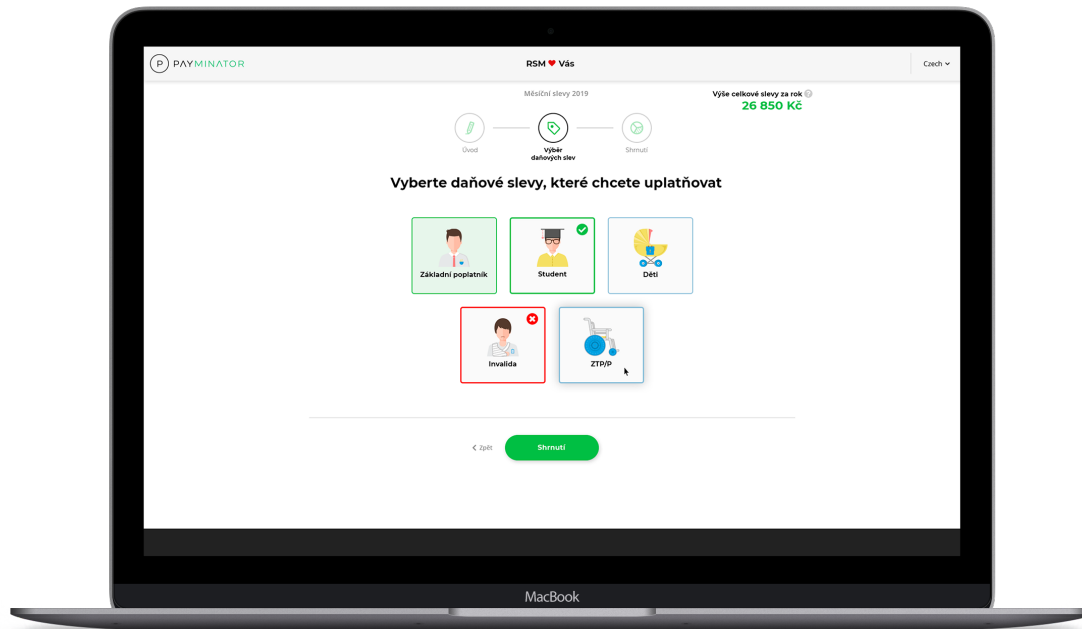 P PAYMINATOR
RSM ❤ Vás
Czech
Měsíční slevy 2019
Výše celkové slevy za rok ?
26 850 Kč
Úvod
Výběr
daňových slev
Shrnutí
Vyberte daňové slevy, které chcete uplatňovat
Základní poplatník
Student
Děti
Invalida
ZTP/P
Zpět
Shrnutí
MacBook